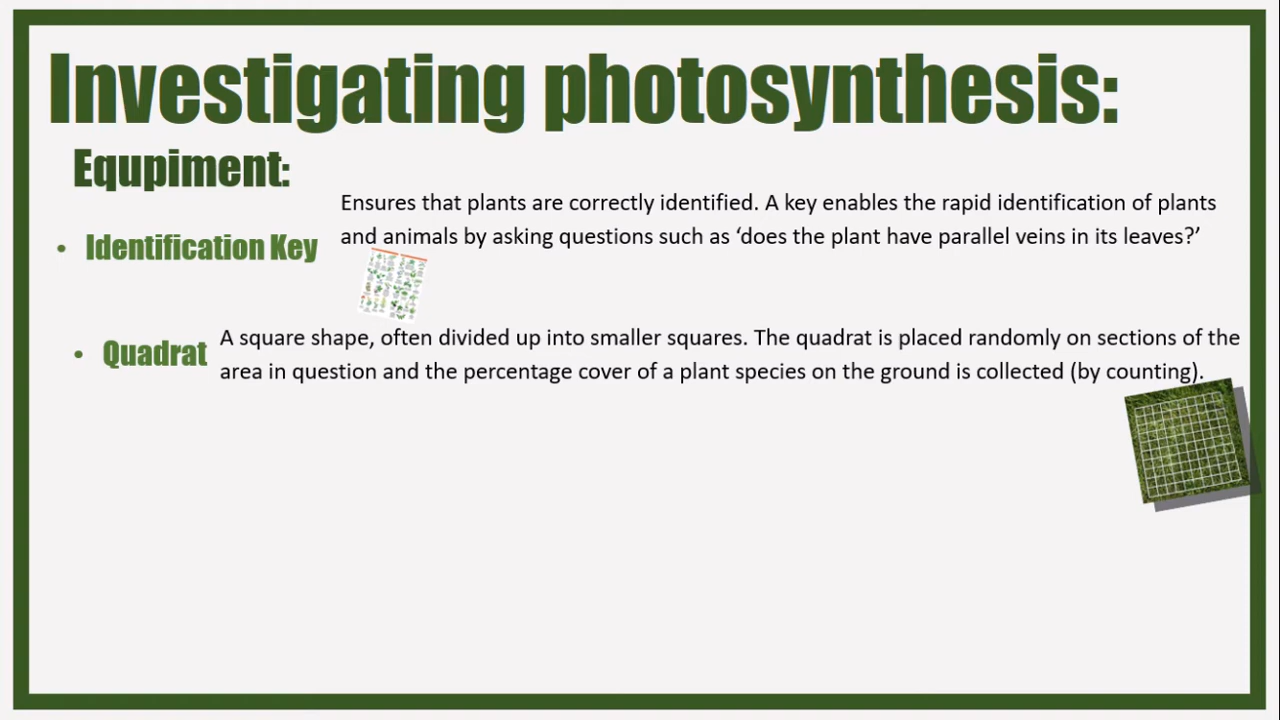 Investigating photosynthesis:
Equpiment:
Ensures that plants are correctly identified. A key enables the rapid identification of plants
and animals by asking questions such as ‘does the plant have parallel veins in its leaves?’
• Identification Key
A square shape, often divided up into smaller squares. The quadrat is placed randomly on sections of the
• Quadrat
area in question and the percentage cover of a plant species on the ground is collected (by counting).